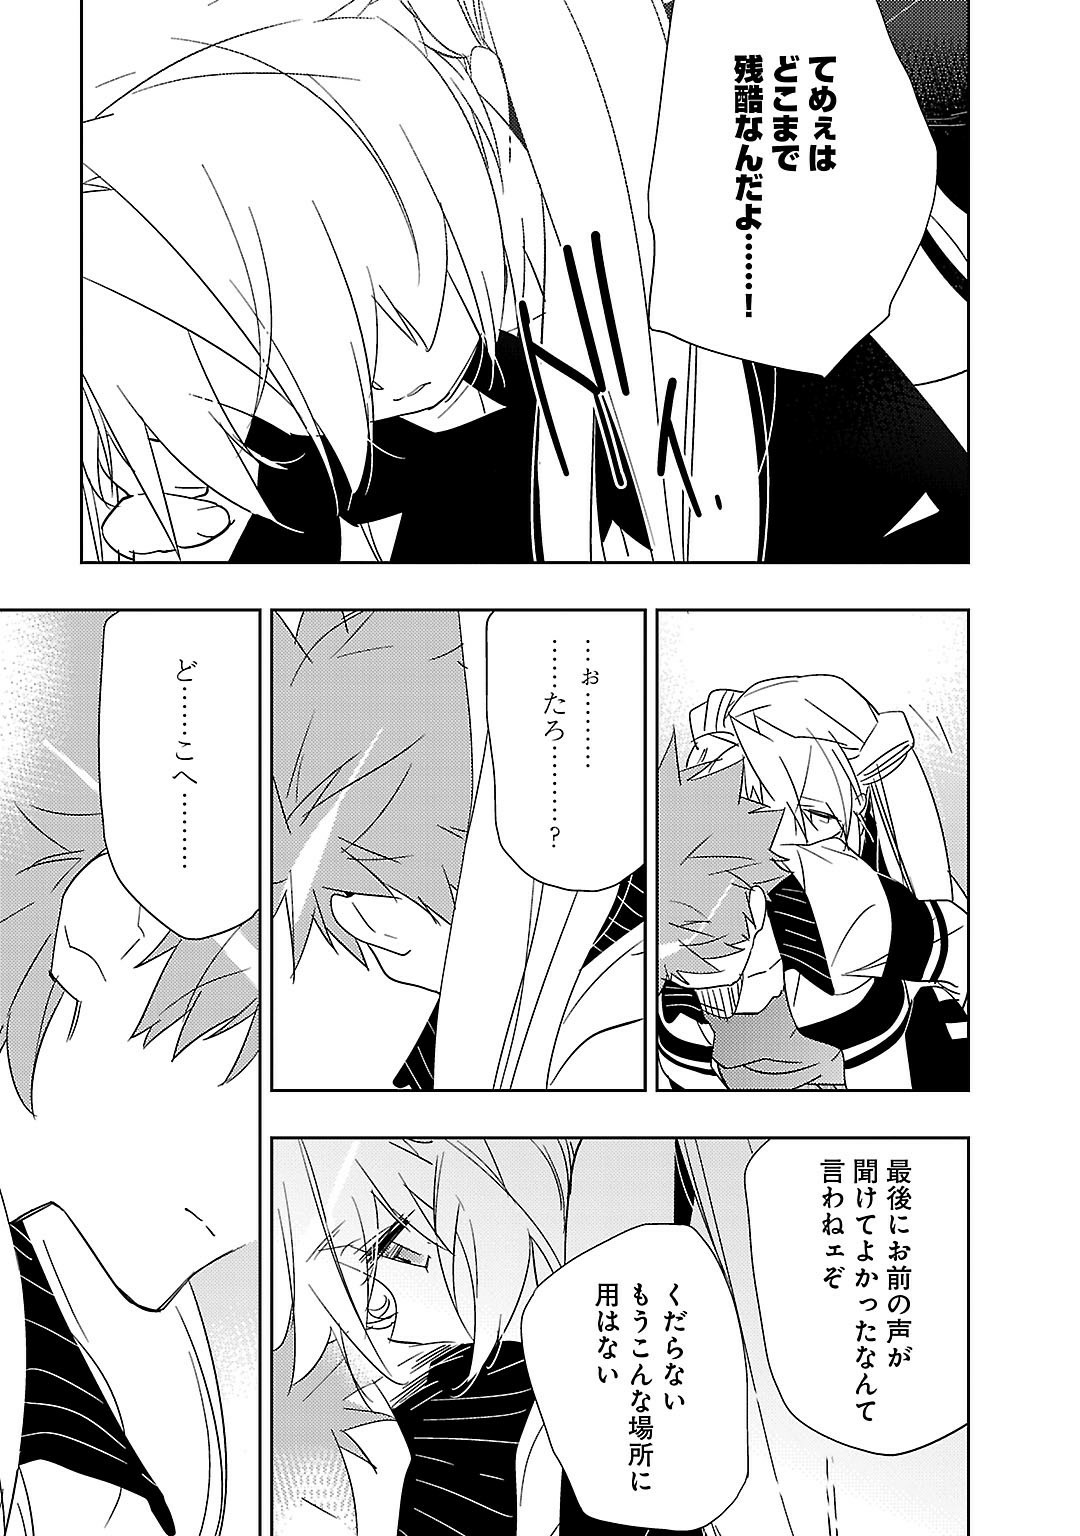 てめぇは
どこまで
残酷なんだよ……！
…ぉ………
……たろ………？
ど……こへ………
最後にお前の声が
聞けてよかったなんて
言わねェぞ
くだらない
もうこんな場所に
用はない